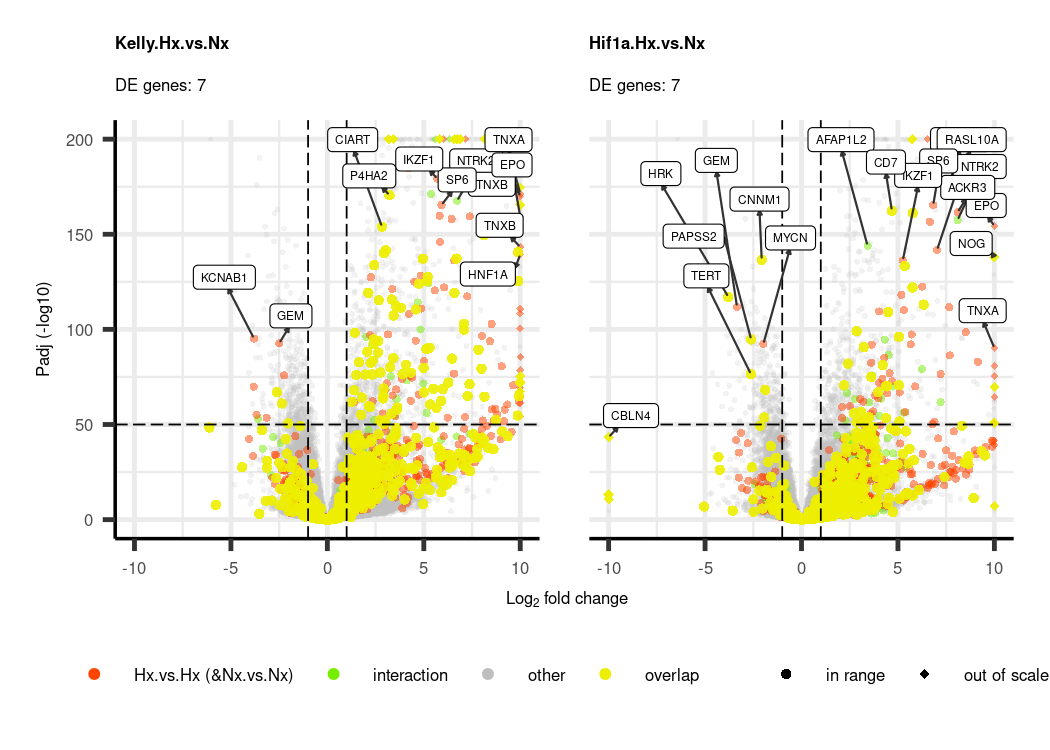 Kelly.Hx.vs.Nx
DE genes: 7
Padj (-log10)
200
150
100
50
0
-10
-5
0
5
10
CIART
TNXA
IKZF1
NTRK2
EPO
P4HA2
SP6
TNXB
TNXB
HNF1A
KCNAB1
GEM
Hif1a.Hx.vs.Nx
DE genes: 7
-10
-5
0
5
10
AFAP1L2
RASL10A
GEM
CD7
SP6
NTRK2
HRK
IKZF1
ACKR3
CNNM1
EPO
PAPSS2
MYCN
NOG
TERT
TNXA
CBLN4
Log2 fold change
Hx.vs.Hx (&Nx.vs.Nx)
interaction
other
overlap
in range
out of scale